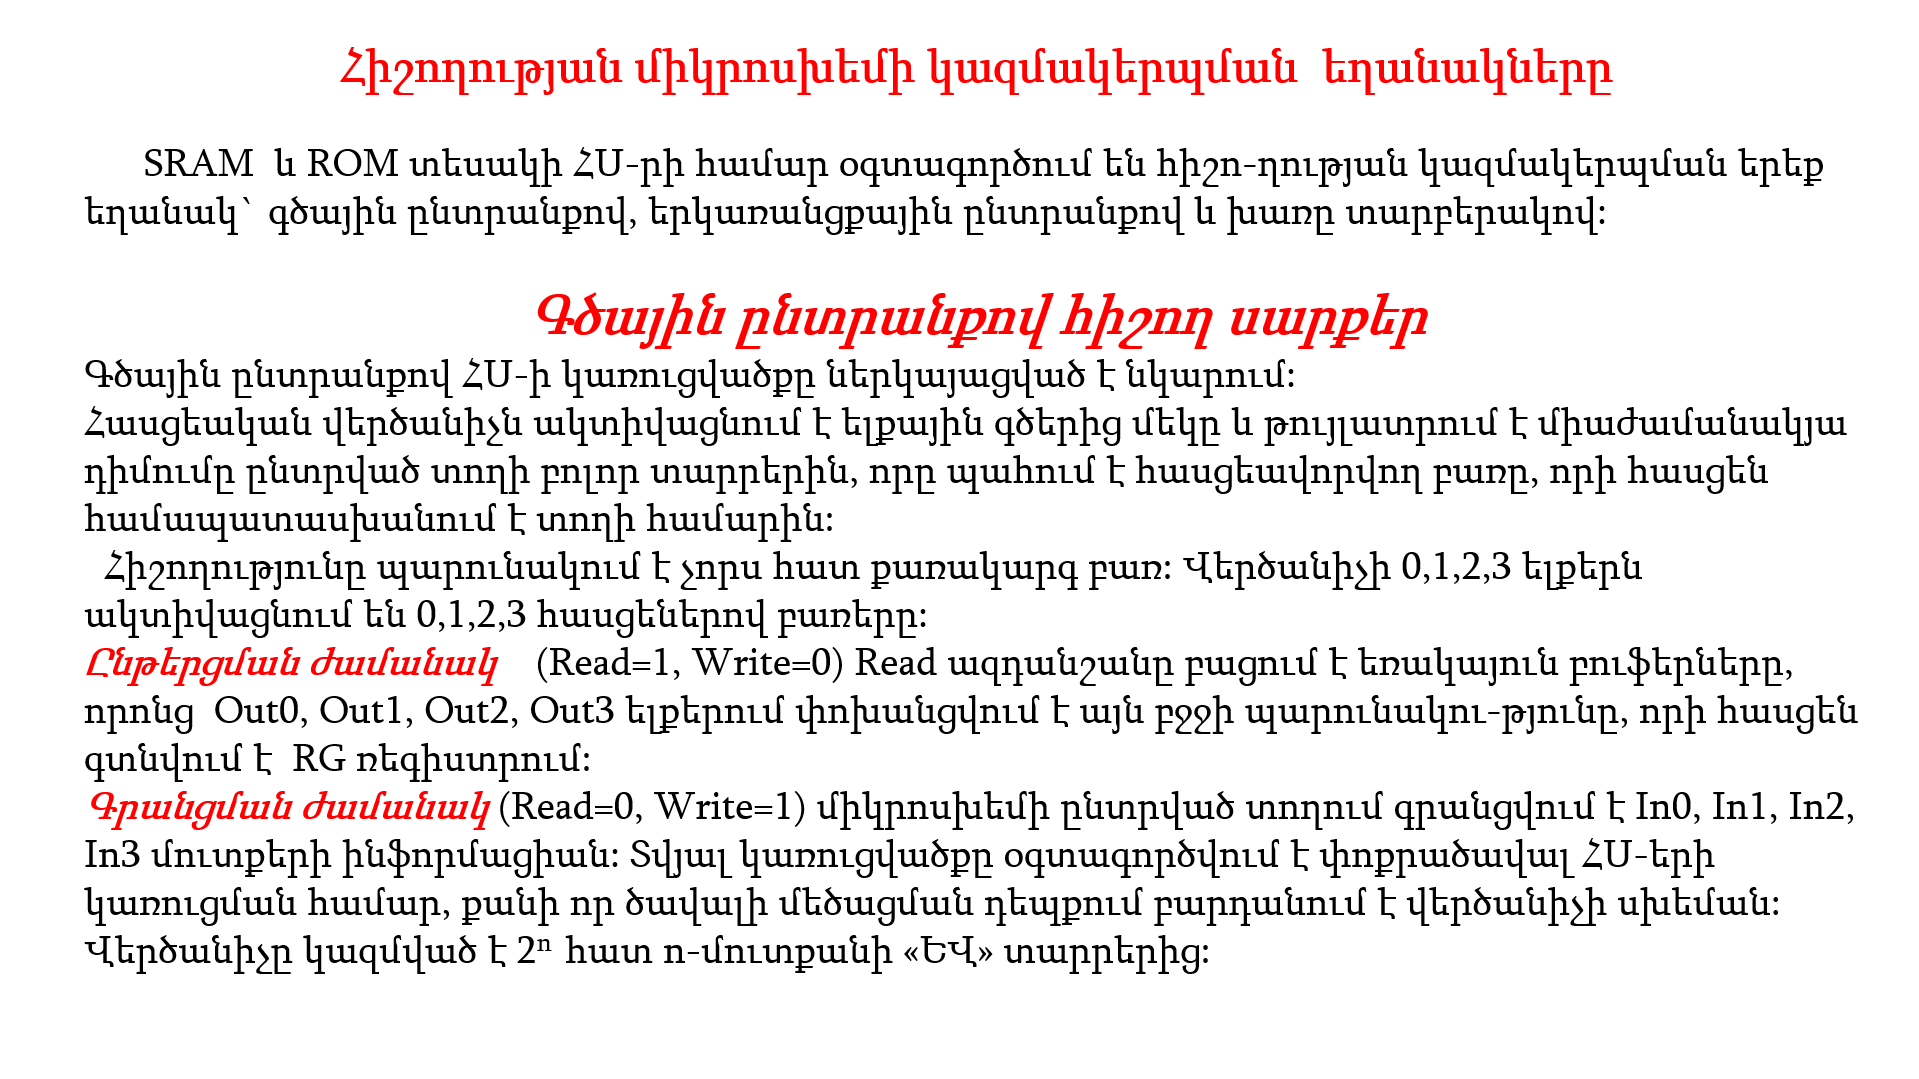 Հիշողության միկրոսխեմի կազմակերպման եղանակները
SRAM և ROM տեսակի ՀՍ-րի համար օգտագործում են հիշո-ղության կազմակերպման երեք
եղանակ` գծային ընտրանքով, երկառանցքային ընտրանքով և խառը տարբերակով։
Գծային ընտրանքով հիշող սարքեր
Գծային ընտրանքով ՀՍ-ի կառուցվածքը ներկայացված է նկարում։
Հասցեական վերծանիչն ակտիվացնում է ելքային գծերից մեկը և թույլատրում է միաժամանակյա
դիմումը ընտրված տողի բոլոր տարրերին, որը պահում է հասցեավորվող բառը, որի հասցեն
համապատասխանում է տողի համարին։
Հիշողությունը պարունակում է չորս հատ քառակարգ բառ։ Վերծանիչի 0,1,2,3 ելքերն
ակտիվացնում են 0,1,2,3 հասցեներով բառերը։
Ընթերցման ժամանակ (Read=1, Write=0) Read ազդանշանը բացում է եռակայուն բուֆերները,
որոնց Out0, Out1, Out2, Out3 ելքերում փոխանցվում է այն բջջի պարունակու-թյունը, որի հասցեն
գտնվում է RG ռեգիստրում։
Գրանցման ժամանակ (Read=0, Write=1) միկրոսխեմի ընտրված տողում գրանցվում է In0, In1, In2,
In3 մուտքերի ինֆորմացիան։ Տվյալ կառուցվածքը օգտագործվում է փոքրածավալ ՀՍ-երի
կառուցման համար, քանի որ ծավալի մեծացման դեպքում բարդանում է վերծանիչի սխեման։
Վերծանիչը կազմված է 2ⁿ հատ n-մուտքանի «ԵՎ» տարրերից։